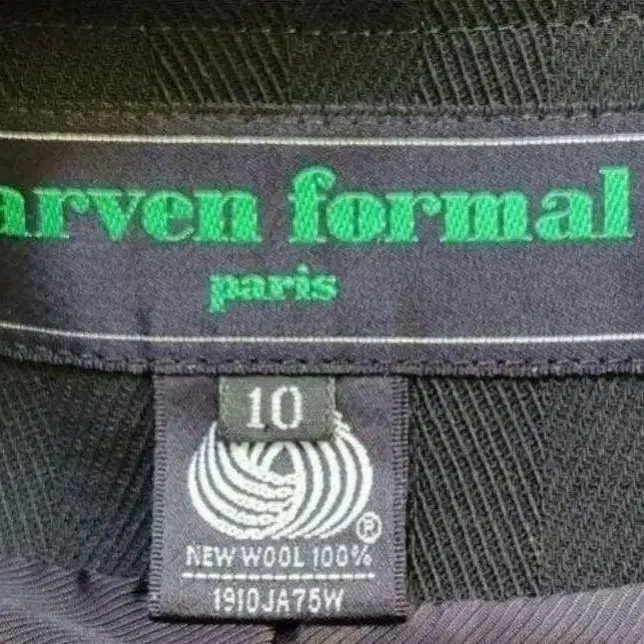 arven formal
paris
10
®
NEW WOOL 100%
1910JA75W